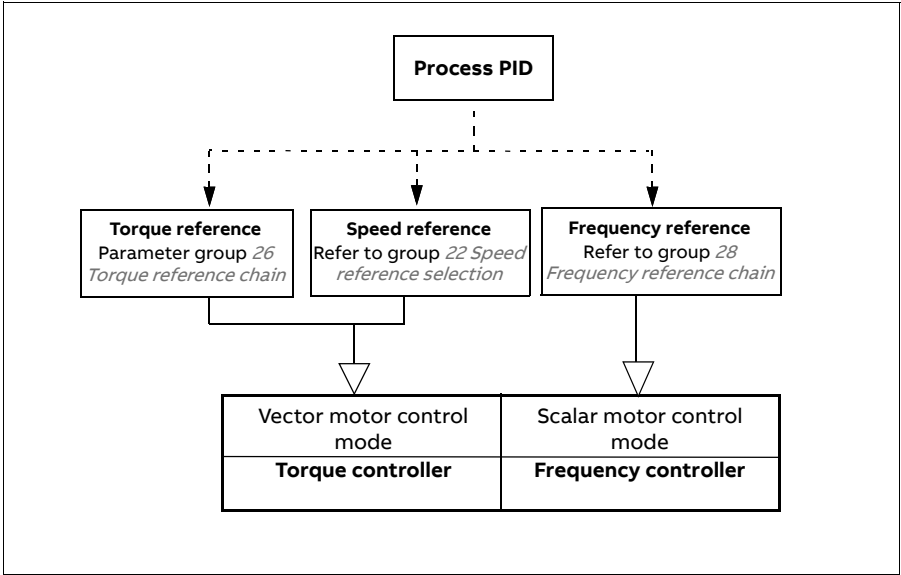 Process PID
Torque reference
Parameter group 26
Torque reference chain
Speed reference
Refer to group 22 Speed
reference selection
Frequency reference
Refer to group 28
Frequency reference chain
Vector motor control
mode
Torque controller
Scalar motor control
mode
Frequency controller